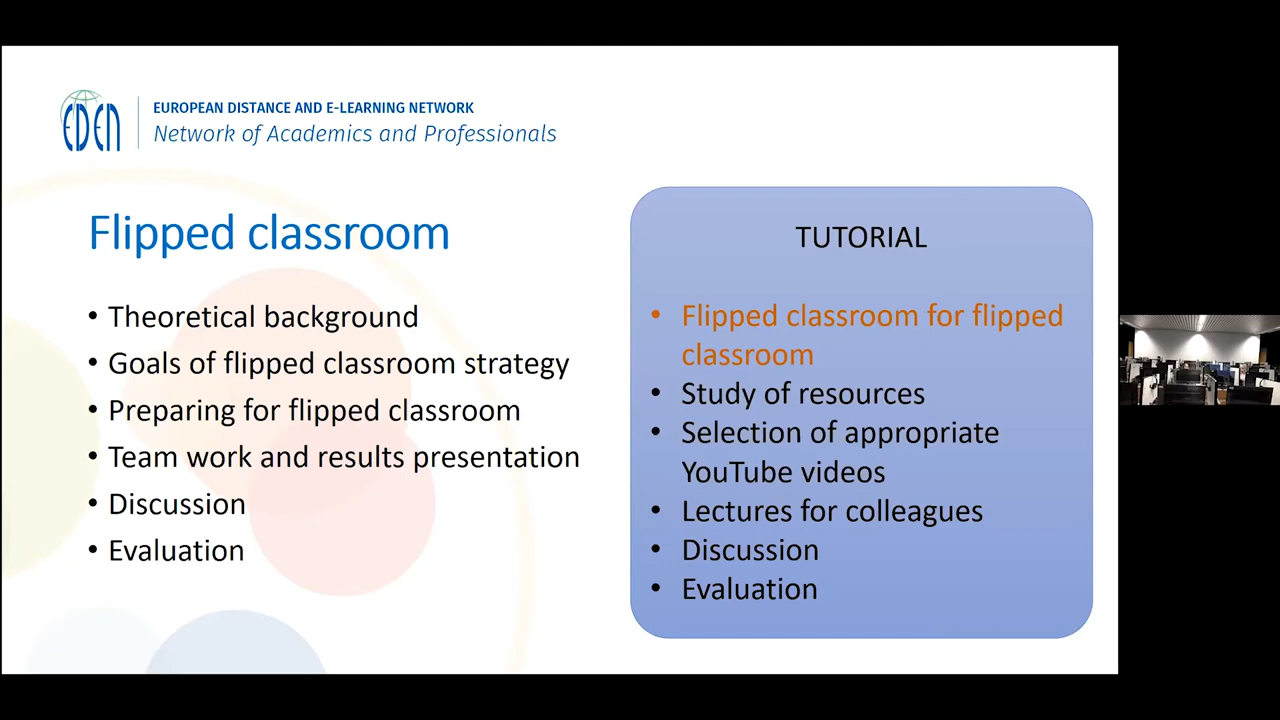 EDEN
EUROPEAN DISTANCE AND E-LEARNING NETWORK
Network of Academics and Professionals
Flipped classroom
• Theoretical background
• Goals of flipped classroom strategy
• Preparing for flipped classroom
• Team work and results presentation
• Discussion
• Evaluation
TUTORIAL
• Flipped classroom for flipped
classroom
• Study of resources
• Selection of appropriate
YouTube videos
• Lectures for colleagues
• Discussion
• Evaluation